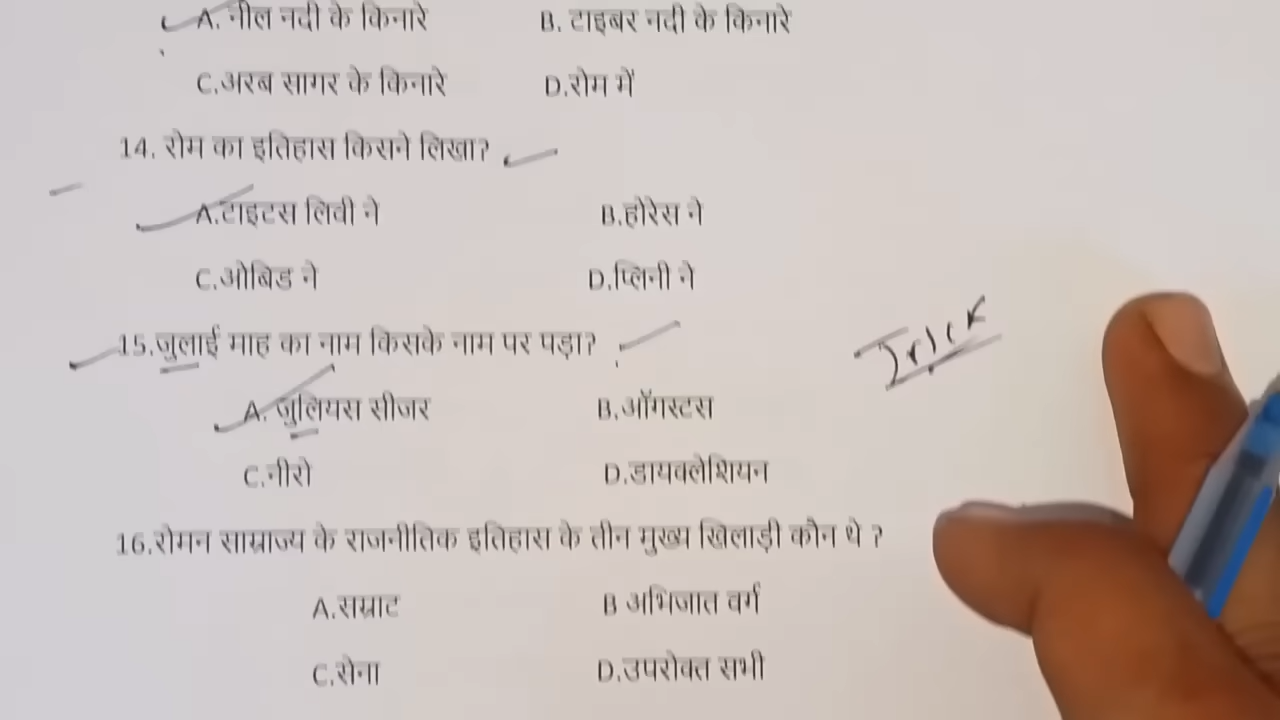 A. नील नदी के किनारे B. टाइबर नदी के किनारे
C.अरब सागर के किनारे D.रोम में
14. रोम का इतिहास किसने लिखा?
A.टाइटस लिवी ने B.होरेस ने
C.ओबिड ने D.प्लिनी ने
15.जुलाई माह का नाम किसके नाम पर पड़ा?
Trick
A. जुलियस सीजर B.ऑगस्टस
C.नीरो D.डायक्लेशियन
16.रोमन साम्राज्य के राजनीतिक इतिहास के तीन मुख्य खिलाड़ी कौन थे ?
A.सम्राट B अभिजात वर्ग
C.सेना D.उपरोक्त सभी